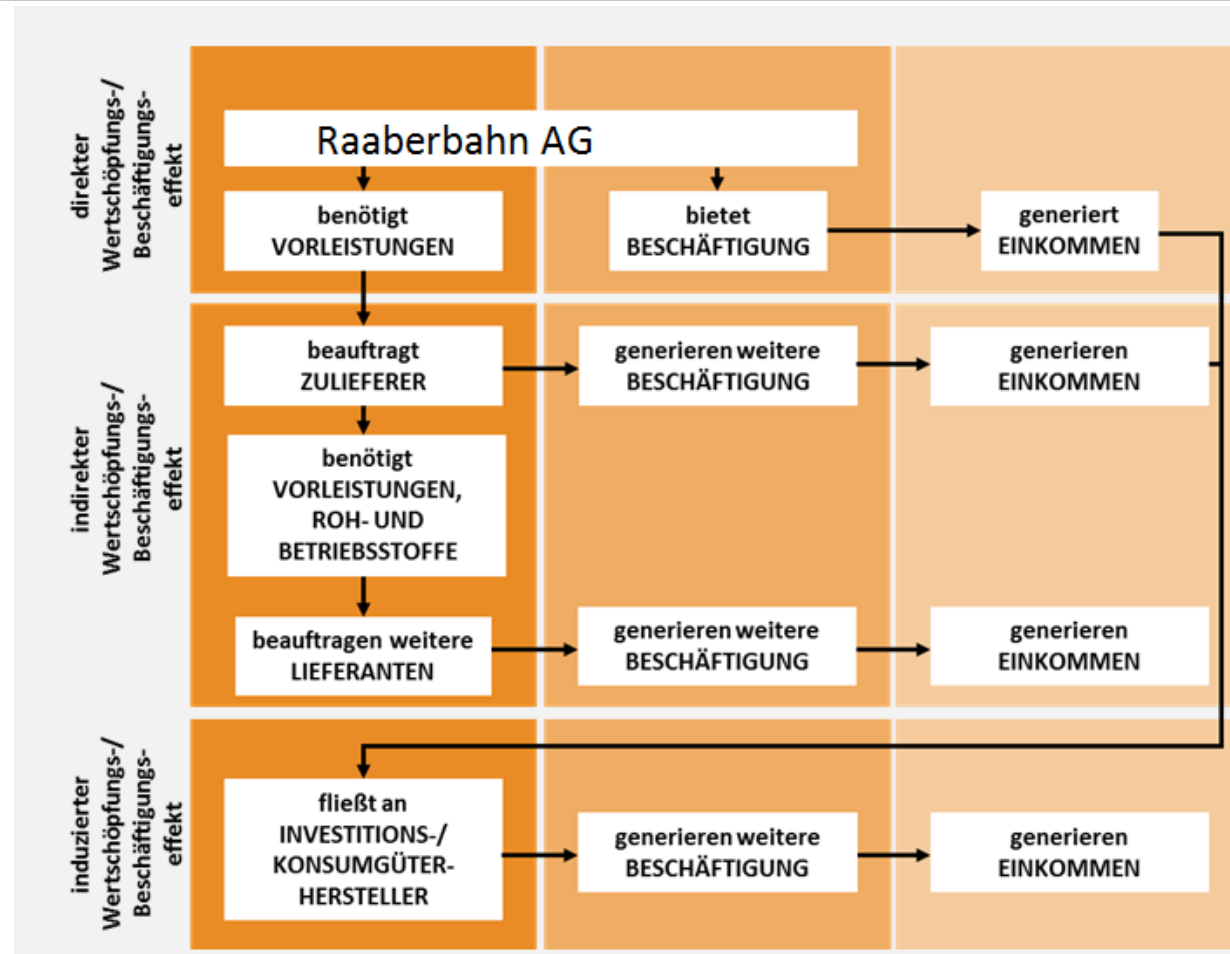 direkter
Wertschöpfungs-/
Beschäftigungs-
effekt
Raaberbahn AG
benötigt
VORLEISTUNGEN
bietet
BESCHÄFTIGUNG
generiert
EINKOMMEN
indirekter
Wertschöpfungs-/
Beschäftigungs-
effekt
beauftragt
ZULIEFERER
generieren weitere
BESCHÄFTIGUNG
generieren
EINKOMMEN
benötigt
VORLEISTUNGEN,
ROH- UND
BETRIEBSSTOFFE
beauftragen weitere
LIEFERANTEN
generieren weitere
BESCHÄFTIGUNG
generieren
EINKOMMEN
induzierter
Wertschöpfungs-/
Beschäftigungs-
effekt
fließt an
INVESTITIONS-/
KONSUMGÜTER-
HERSTELLER
generieren weitere
BESCHÄFTIGUNG
generieren
EINKOMMEN